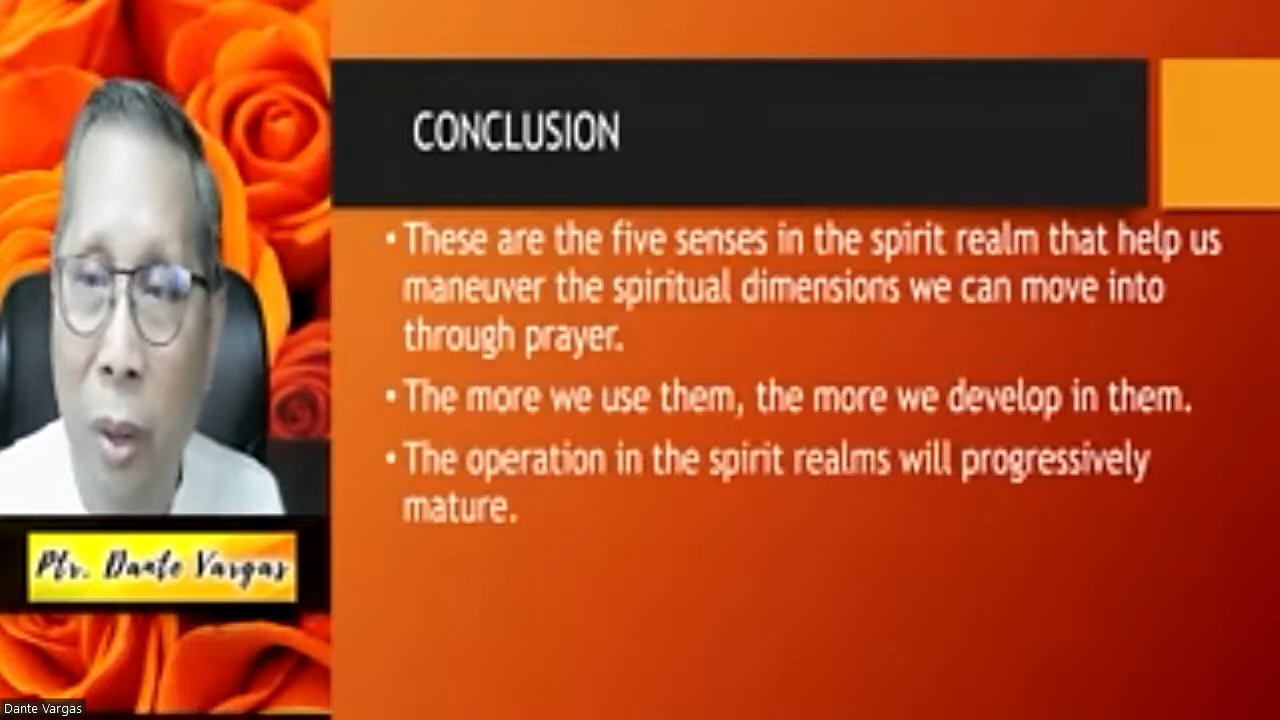 CONCLUSION
• These are the five senses in the spirit realm that help us
maneuver the spiritual dimensions we can move into
through prayer.
• The more we use them, the more we develop in them.
• The operation in the spirit realms will progressively
mature.
Ptr. Dante Vargas
Dante Vargas